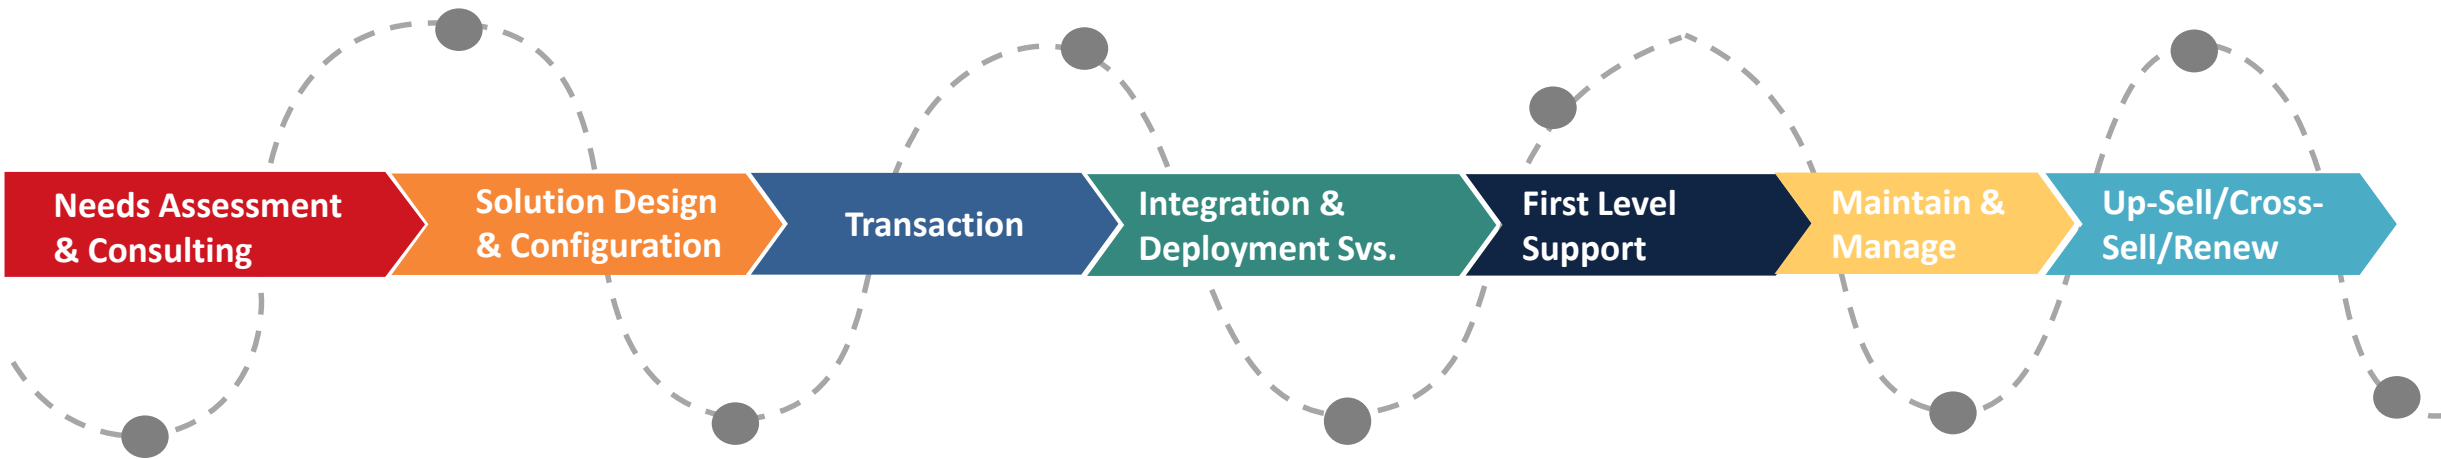 Needs Assessment
& Consulting
Solution Design
& Configuration
Transaction
Integration &
Deployment Svs.
First Level
Support
Maintain &
Manage
Up-Sell/Cross-
Sell/Renew